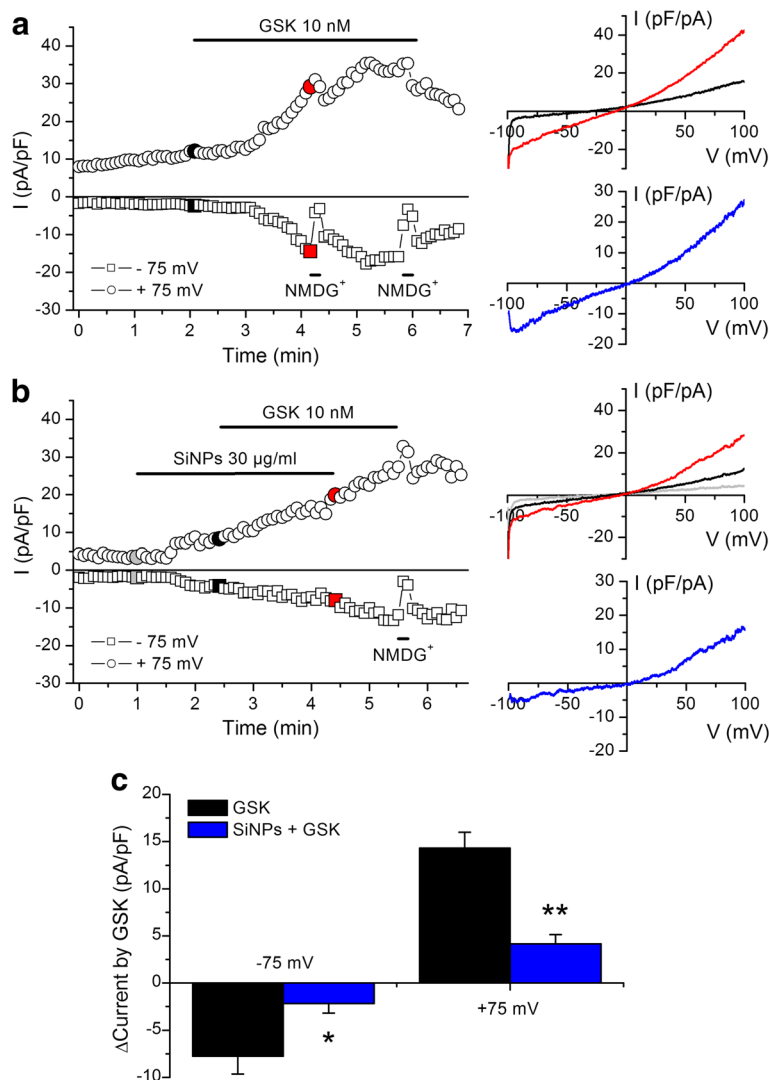 a
GSK 10 nM
I (pA/pF)
40
30
20
10
0
-10
-20
-30
- 75 mV
+ 75 mV
NMDG+
NMDG+
0 1 2 3 4 5 6 7
Time (min)
I (pF/pA)
40
20
-100 -50 50 100
-20
V (mV)
I (pF/pA)
30
20
10
-100 -50 50 100
-10
-20
V (mV)
b
GSK 10 nM
SiNPs 30 µg/ml
I (pA/pF)
40
30
20
10
0
-10
-20
-30
- 75 mV
+ 75 mV
NMDG+
0 1 2 3 4 5 6
Time (min)
I (pF/pA)
40
20
-100 -50 50 100
-20
V (mV)
I (pF/pA)
30
20
10
-100 -50 50 100
-10
-20
V (mV)
c
ΔCurrent by GSK (pA/pF)
20
15
10
5
0
-5
-10
GSK
SiNPs + GSK
-75 mV
*
**
+75 mV